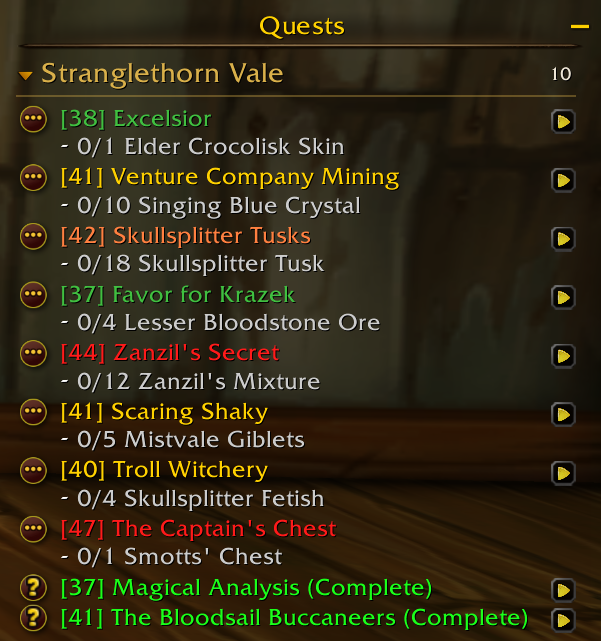 Quests
Stranglethorn Vale 10
[38] Excelsior
- 0/1 Elder Crocolisk Skin
[41] Venture Company Mining
- 0/10 Singing Blue Crystal
[42] Skullsplitter Tusks
- 0/18 Skullsplitter Tusk
[37] Favor for Krazek
- 0/4 Lesser Bloodstone Ore
[44] Zanzil's Secret
- 0/12 Zanzil's Mixture
[41] Scaring Shaky
- 0/5 Mistvale Giblets
[40] Troll Witchery
- 0/4 Skullsplitter Fetish
[47] The Captain's Chest
- 0/1 Smotts' Chest
? [37] Magical Analysis (Complete)
? [41] The Bloodsail Buccaneers (Complete)